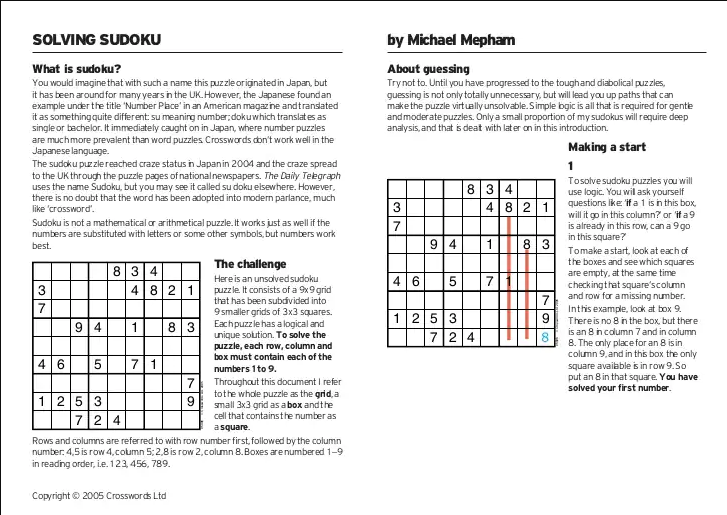 SOLVING SUDOKU
What is sudoku?
You would imagine that with such a name this puzzle originated in Japan, but
it has been around for many years in the UK. However, the Japanese found an
example under the title ‘Number Place’ in an American magazine and translated
it as something quite different: su meaning number; doku which translates as
single or bachelor. It immediately caught on in Japan, where number puzzles
are much more prevalent than word puzzles. Crosswords don’t work well in the
Japanese language.
The sudoku puzzle reached craze status in Japan in 2004 and the craze spread
to the UK through the puzzle pages of national newspapers. The Daily Telegraph
uses the name Sudoku, but you may see it called su doku elsewhere. However,
there is no doubt that the word has been adopted into modern parlance, much
like ‘crossword’.
Sudoku is not a mathematical or arithmetical puzzle. It works just as well if the
numbers are substituted with letters or some other symbols, but numbers work
best.
8 3 4
3 4 8 2 1
7
9 4 1 8 3
4 6 5 7 1
7
1 2 5 3 9
7 2 4
The challenge
Here is an unsolved sudoku
puzzle. It consists of a 9x9 grid
that has been subdivided into
9 smaller grids of 3x3 squares.
Each puzzle has a logical and
unique solution. To solve the
puzzle, each row, column and
box must contain each of the
numbers 1 to 9.
Throughout this document I refer
to the whole puzzle as the grid, a
small 3x3 grid as a box and the
cell that contains the number as
a square.
Rows and columns are referred to with row number first, followed by the column
number: 4,5 is row 4, column 5; 2,8 is row 2, column 8. Boxes are numbered 1–9
in reading order, i.e. 123, 456, 789.
Copyright © 2005 Crosswords Ltd
by Michael Mepham
About guessing
Try not to. Until you have progressed to the tough and diabolical puzzles,
guessing is not only totally unnecessary, but will lead you up paths that can
make the puzzle virtually unsolvable. Simple logic is all that is required for gentle
and moderate puzzles. Only a small proportion of my sudokus will require deep
analysis, and that is dealt with later on in this introduction.
8 3 4
3 4 8 2 1
7
9 4 1 8 3
4 6 5 7 1
7
1 2 5 3 9
7 2 4 8
Making a start
1
To solve sudoku puzzles you will
use logic. You will ask yourself
questions like: ‘if a 1 is in this box,
will it go in this column?’ or ‘if a 9
is already in this row, can a 9 go
in this square?’
To make a start, look at each of
the boxes and see which squares
are empty, at the same time
checking that square’s column
and row for a missing number.
In this example, look at box 9.
There is no 8 in the box, but there
is an 8 in column 7 and in column
8. The only place for an 8 is in
column 9, and in this box the only
square available is in row 9. So
put an 8 in that square. You have
solved your first number.